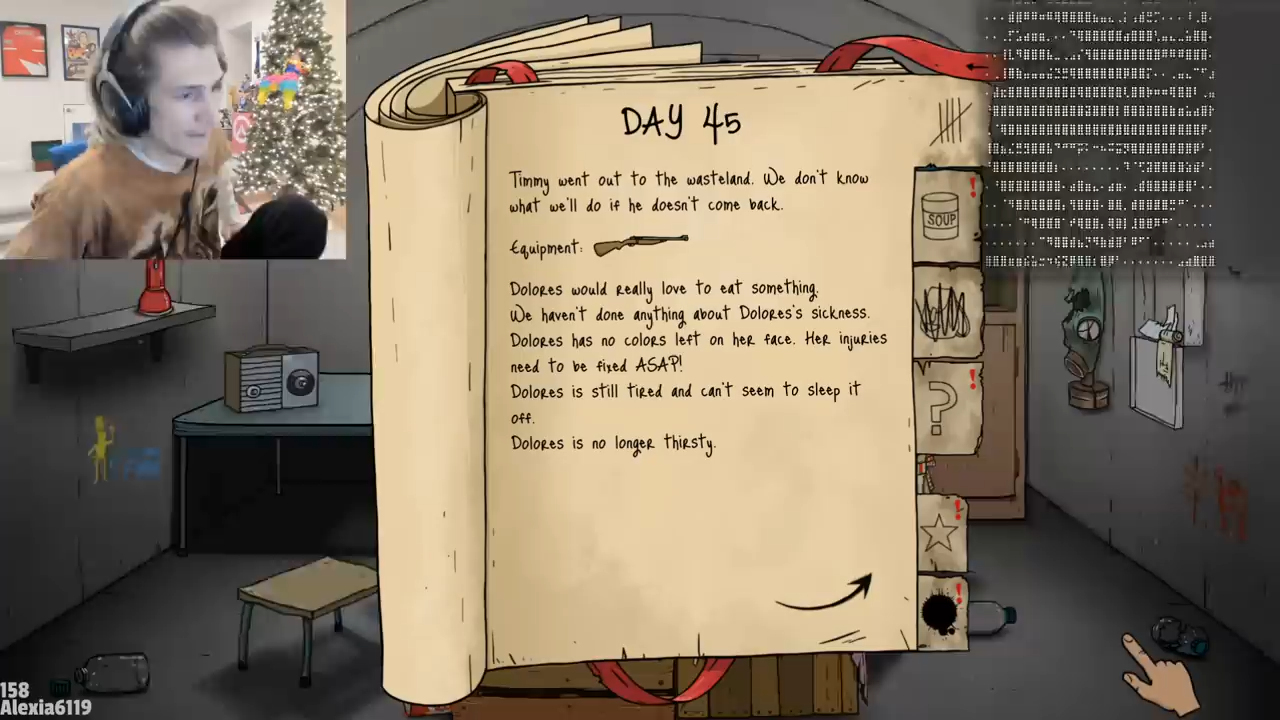 DAY 45
Timmy went out to the wasteland. We don't know
what we'll do if he doesn't come back.
Equipment:
Dolores would really love to eat something.
We haven't done anything about Dolores's sickness.
Dolores has no colors left on her face. Her injuries
need to be fixed ASAP!
Dolores is still tired and can't seem to sleep it
off.
Dolores is no longer thirsty.
!
SOUP
!
?
!
!
158
Alexia6119